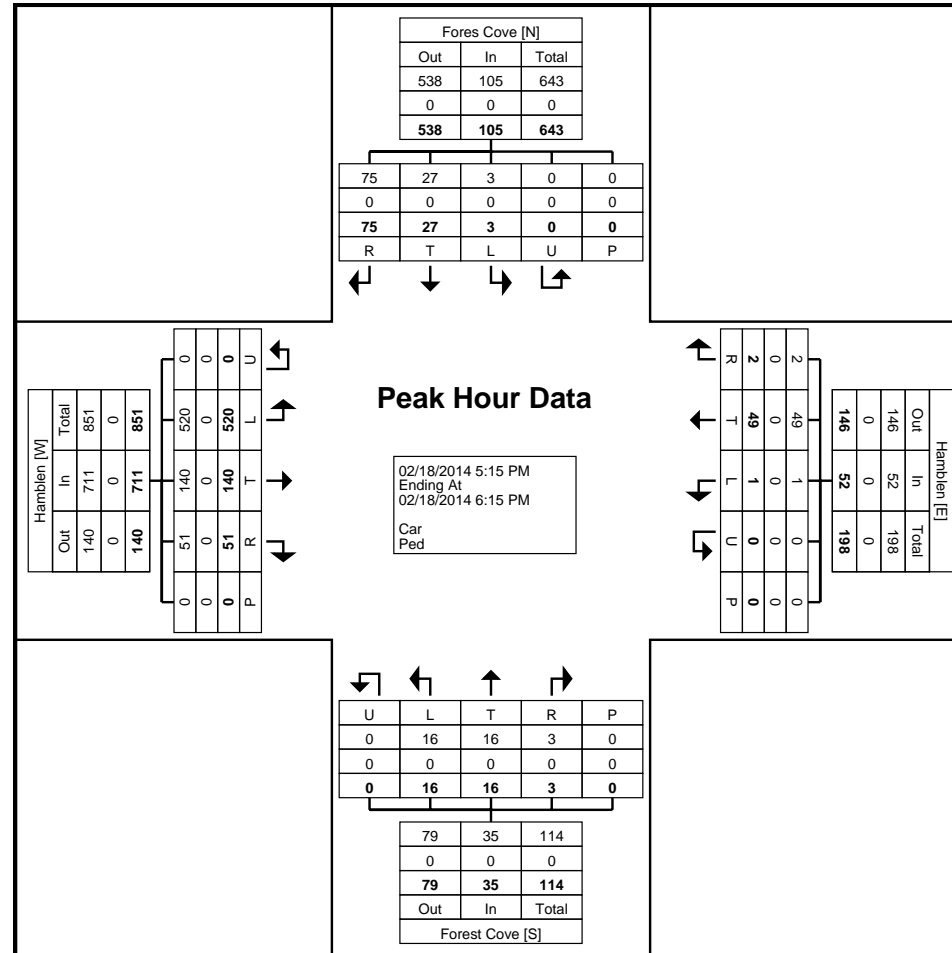 Fores Cove [N]
Out In Total
538 105 643
0 0 0
538 105 643
75 27 3 0 0
0 0 0 0 0
75 27 3 0 0
R T L U P
Hamblen [W]
Total In Out
851 711 140
0 0 0
851 711 140
0 520 140 51 0
0 0 0 0 0
0 520 140 51 0
U L T R P
Peak Hour Data
02/18/2014 5:15 PM
Ending At
02/18/2014 6:15 PM
Car
Ped
R T L U P
2 49 1 0 0
0 0 0 0 0
2 49 1 0 0
146 52 198
0 0 0
146 52 198
Out In Total
Hamblen [E]
U L T R P
0 16 16 3 0
0 0 0 0 0
0 16 16 3 0
79 35 114
0 0 0
79 35 114
Out In Total
Forest Cove [S]